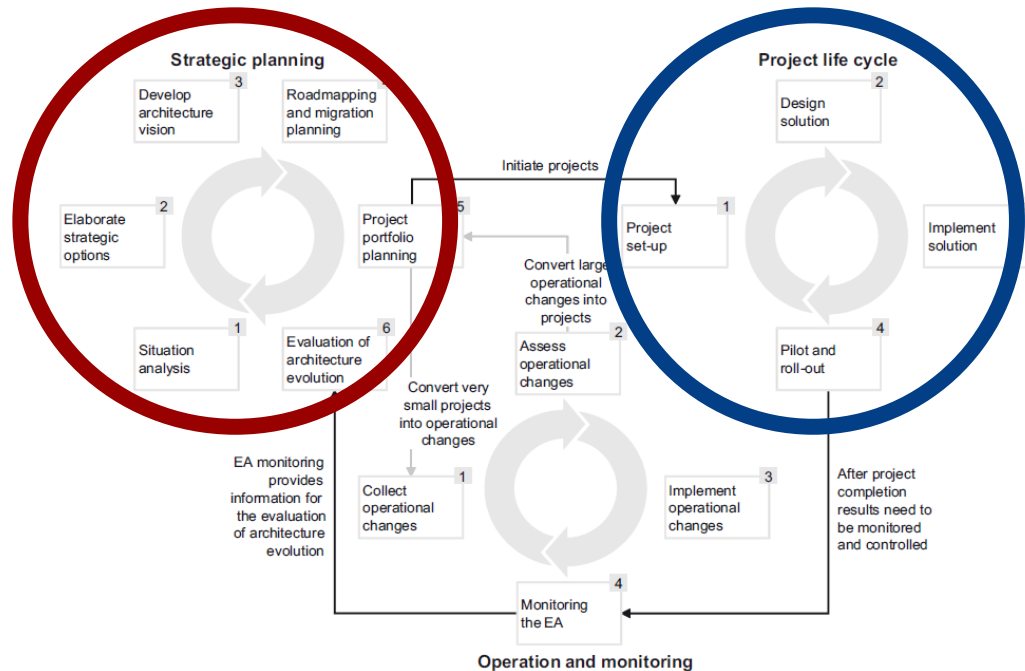 Strategic planning
3
Develop
architecture
vision
Roadmapping
and migration
planning
2
Elaborate
strategic
options
5
Project
portfolio
planning
1
Situation
analysis
6
Evaluation of
architecture
evolution
Initiate projects
Project life cycle
2
Design
solution
1
Project
set-up
Implement
solution
4
Pilot and
roll-out
Convert large
operational
changes into
projects
2
Assess
operational
changes
Convert very
small projects
into operational
changes
EA monitoring
provides
information for
the evaluation
of architecture
evolution
1
Collect
operational
changes
3
Implement
operational
changes
After project
completion
results need to
be monitored
and controlled
4
Monitoring
the EA
Operation and monitoring